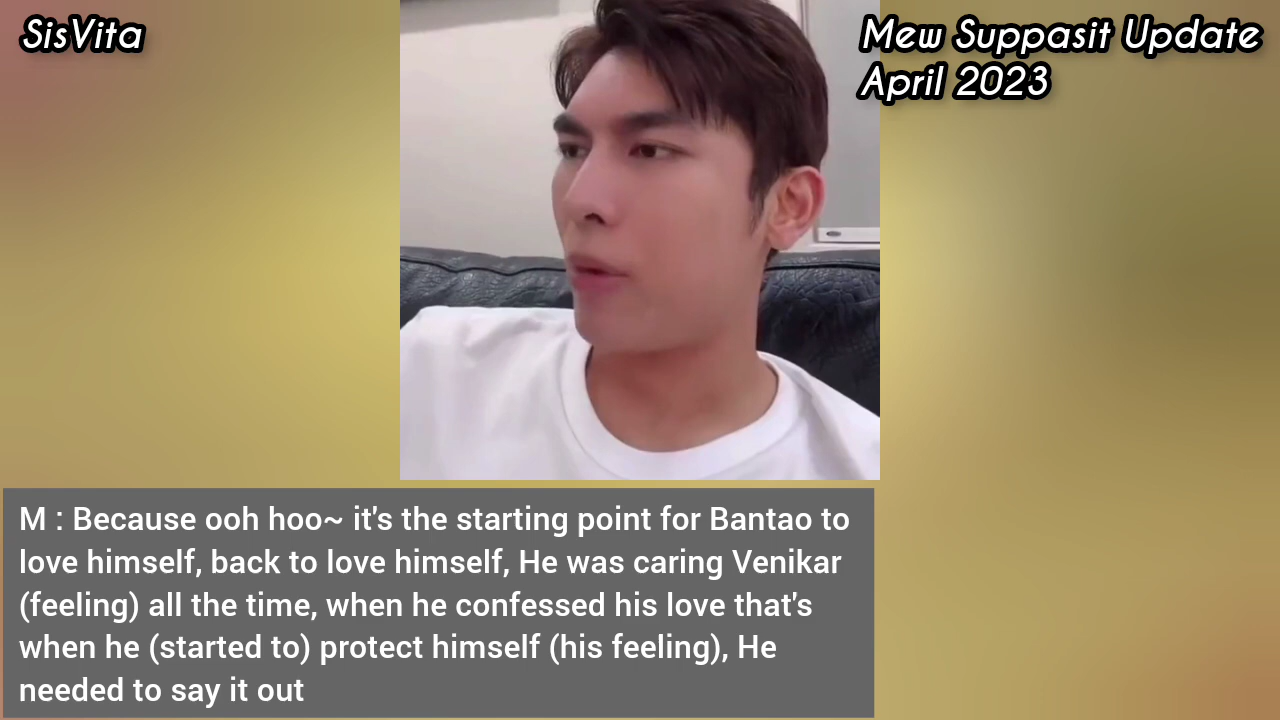 SisVita
Mew Suppasit Update
April 2023
M : Because ooh hoo~ it's the starting point for Bantao to
love himself, back to love himself, He was caring Venikar
(feeling) all the time, when he confessed his love that's
when he (started to) protect himself (his feeling), He
needed to say it out